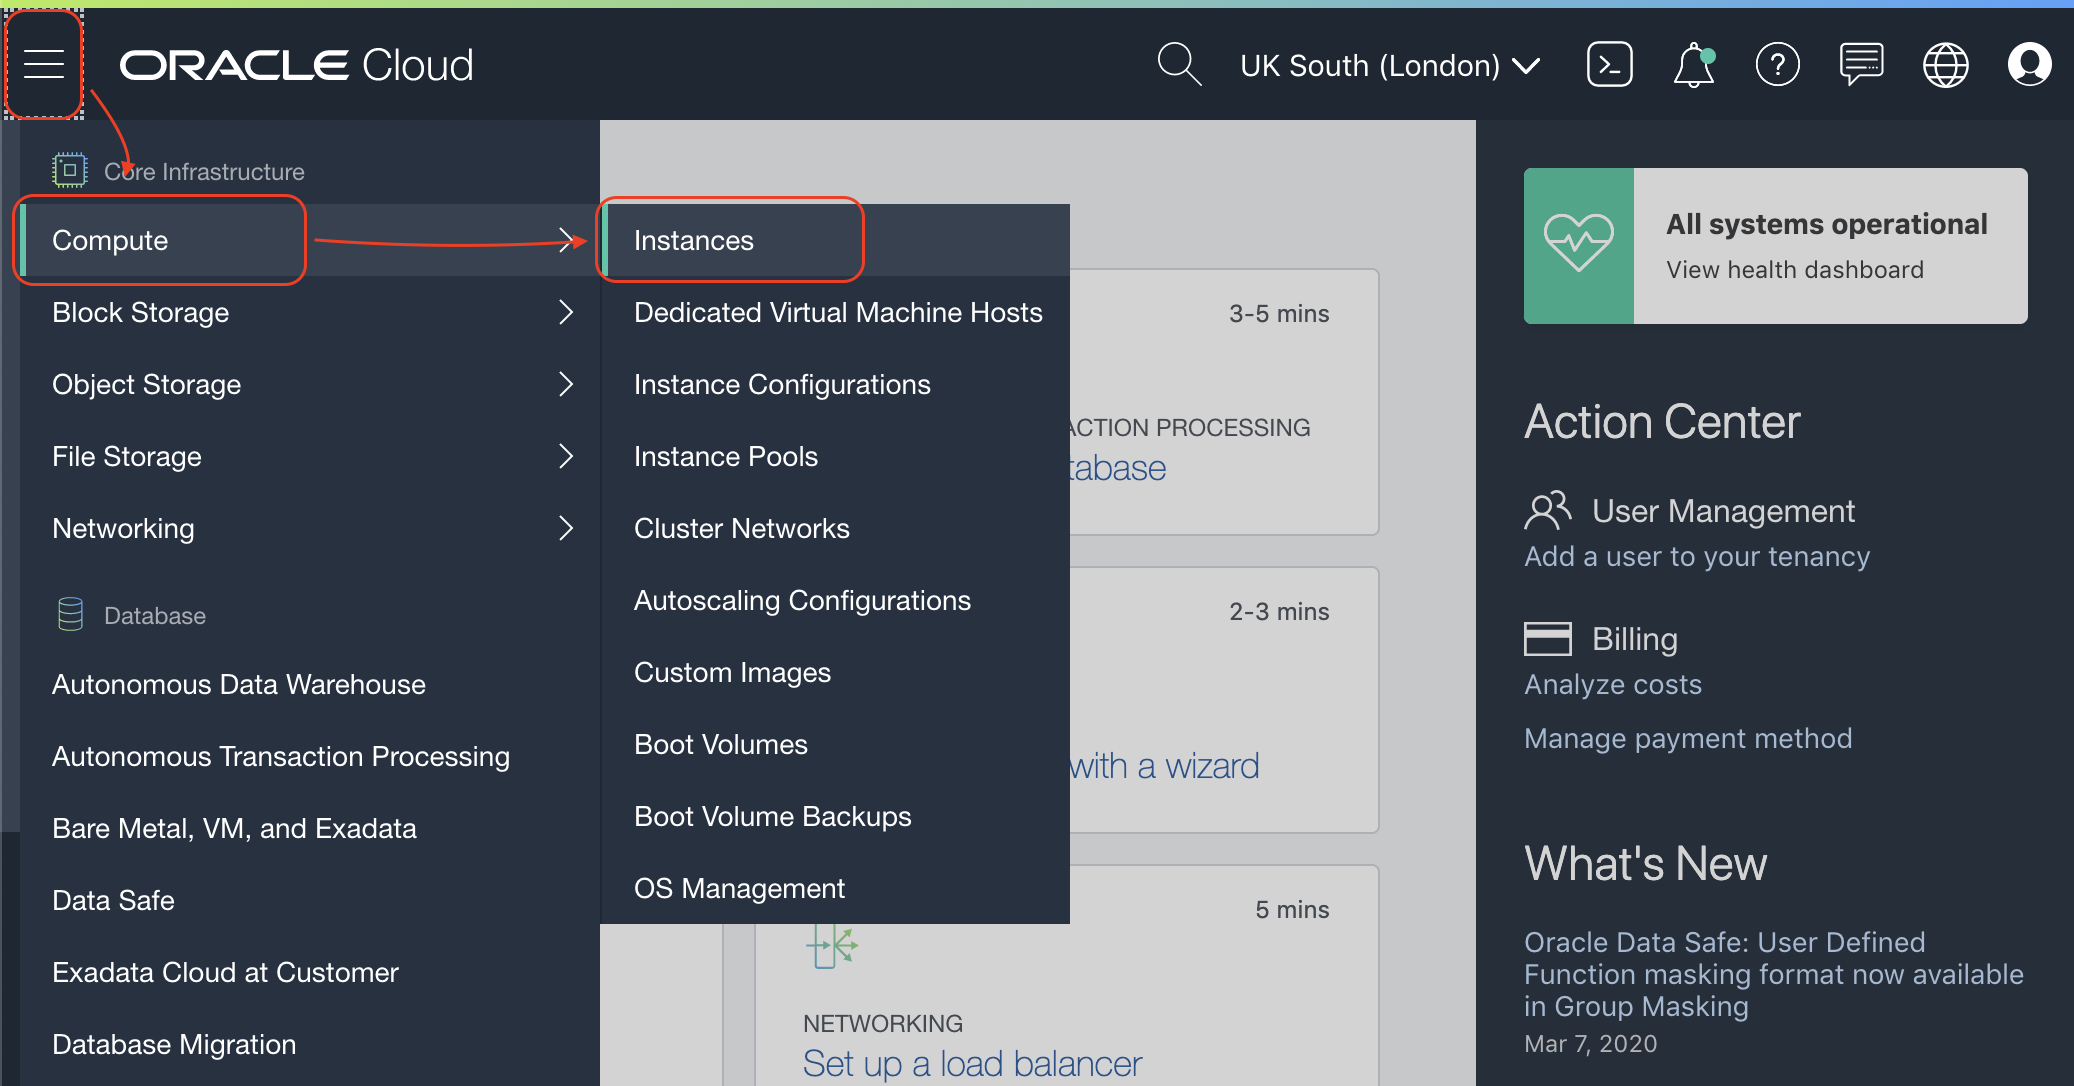 ORACLE Cloud
UK South (London)
Core Infrastructure
Compute
Block Storage
Object Storage
File Storage
Networking
Database
Autonomous Data Warehouse
Autonomous Transaction Processing
Bare Metal, VM, and Exadata
Data Safe
Exadata Cloud at Customer
Database Migration
Instances
Dedicated Virtual Machine Hosts
Instance Configurations
Instance Pools
Cluster Networks
Autoscaling Configurations
Custom Images
Boot Volumes
Boot Volume Backups
OS Management
3-5 mins
ACTION PROCESSING
tabase
2-3 mins
with a wizard
5 mins
NETWORKING
Set up a load balancer
All systems operational
View health dashboard
Action Center
User Management
Add a user to your tenancy
Billing
Analyze costs
Manage payment method
What's New
Oracle Data Safe: User Defined
Function masking format now available
in Group Masking
Mar 7, 2020